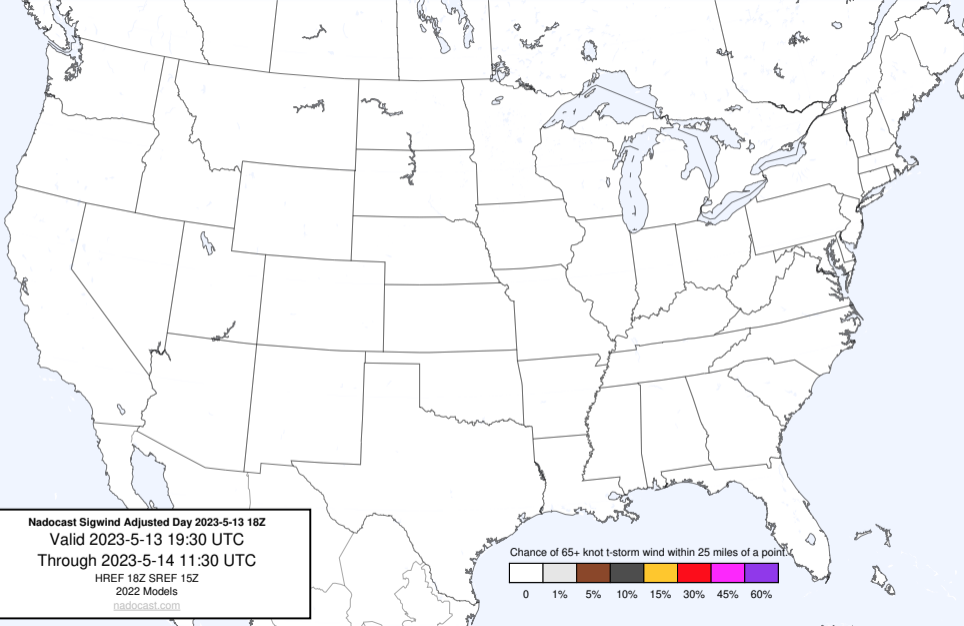 Nadocast Sigwind Adjusted Day 2023-5-13 18Z
Valid 2023-5-13 19:30 UTC
Through 2023-5-14 11:30 UTC
HREF 18Z SREF 15Z
2022 Models
nadocast.com
Chance of 65+ knot t-storm wind within 25 miles of a point.
0 1% 5% 10% 15% 30% 45% 60%